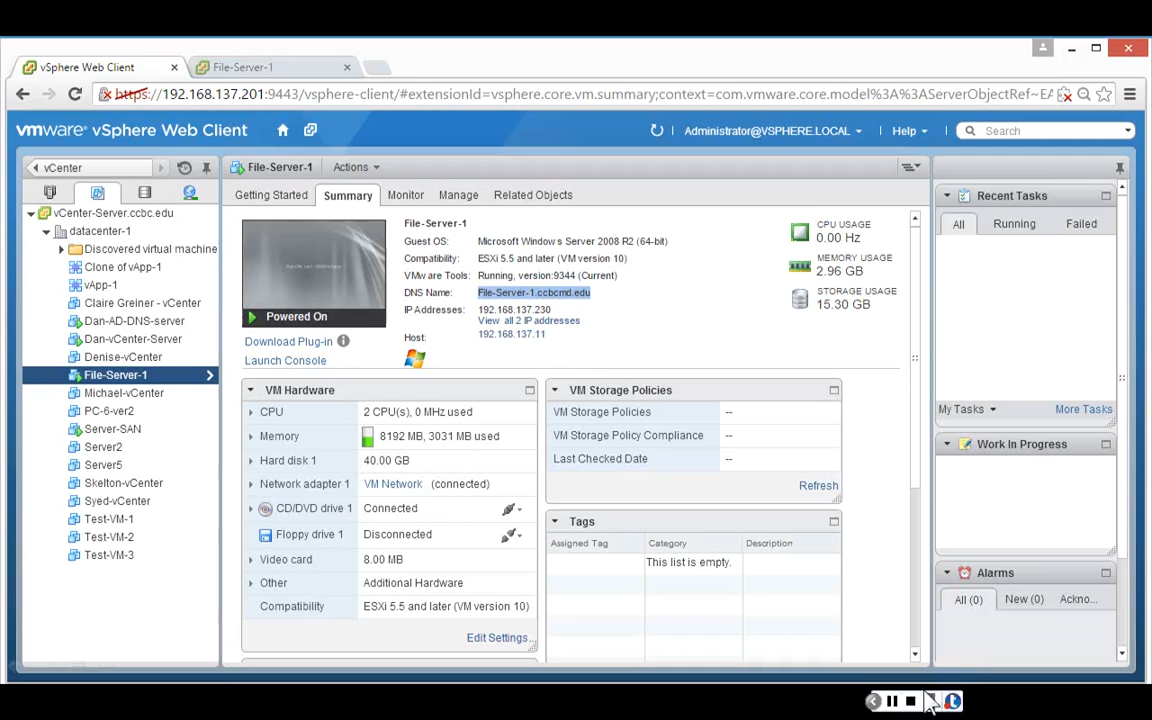 vSphere Web Client
File-Server-1
https://192.168.137.201:9443/vsphere-client/#extensionId=vsphere.core.vm.summary;context=com.vmware.core.model%3A%3AServerObjectRef~EA
vmware vSphere Web Client
Administrator@VSPHERE.LOCAL
Help
Search
vCenter
vCenter-Server.ccbc.edu
datacenter-1
Discovered virtual machine
Clone of vApp-1
vApp-1
Claire Greiner - vCenter
Dan-AD-DNS-server
Dan-vCenter-Server
Denise-vCenter
File-Server-1
Michael-vCenter
PC-6-ver2
Server-SAN
Server2
Server5
Skelton-vCenter
Syed-vCenter
Test-VM-1
Test-VM-2
Test-VM-3
File-Server-1 Actions
Getting Started Summary Monitor Manage Related Objects
Powered On
Download Plug-in
Launch Console
File-Server-1
Guest OS: Microsoft Windows Server 2008 R2 (64-bit)
Compatibility: ESXi 5.5 and later (VM version 10)
VMware Tools: Running, version:9344 (Current)
DNS Name: File-Server-1.ccbcmd.edu
IP Addresses: 192.168.137.230
View all 2 IP addresses
Host: 192.168.137.11
CPU USAGE
0.00 Hz
MEMORY USAGE
2.96 GB
STORAGE USAGE
15.30 GB
VM Hardware
CPU 2 CPU(s), 0 MHz used
Memory 8192 MB, 3031 MB used
Hard disk 1 40.00 GB
Network adapter 1 VM Network (connected)
CD/DVD drive 1 Connected
Floppy drive 1 Disconnected
Video card 8.00 MB
Other Additional Hardware
Compatibility ESXi 5.5 and later (VM version 10)
Edit Settings...
VM Storage Policies
VM Storage Policies --
VM Storage Policy Compliance --
Last Checked Date --
Refresh
Tags
Assigned Tag Category Description
This list is empty.
Recent Tasks
All Running Failed
My Tasks More Tasks
Work In Progress
Alarms
All (0) New (0) Ackno...